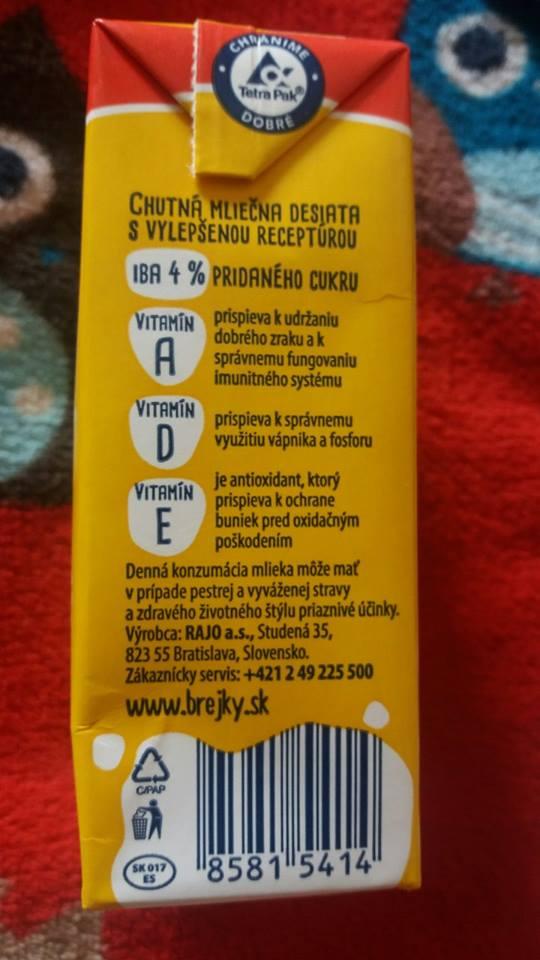 CHRÁNIME
Tetra Pak®
DOBRÉ
CHUTNÁ MLIEČNA DESIATA
S VYLEPŠENOU RECEPTÚROU
IBA 4 % PRIDANÉHO CUKRU
VITAMÍN A
prispieva k udržaniu
dobrého zraku a k
správnemu fungovaniu
imunitného systému
VITAMÍN D
prispieva k správnemu
využitiu vápnika a fosforu
VITAMÍN E
je antioxidant, ktorý
prispieva k ochrane
buniek pred oxidačným
poškodením
Denná konzumácia mlieka môže mať
v prípade pestrej a vyváženej stravy
a zdravého životného štýlu priaznivé účinky.
Výrobca: RAJO a.s., Studená 35,
823 55 Bratislava, Slovensko.
Zákaznícky servis: +421 2 49 225 500
www.brejky.sk
C/PAP
SK 017
ES
8581 5414